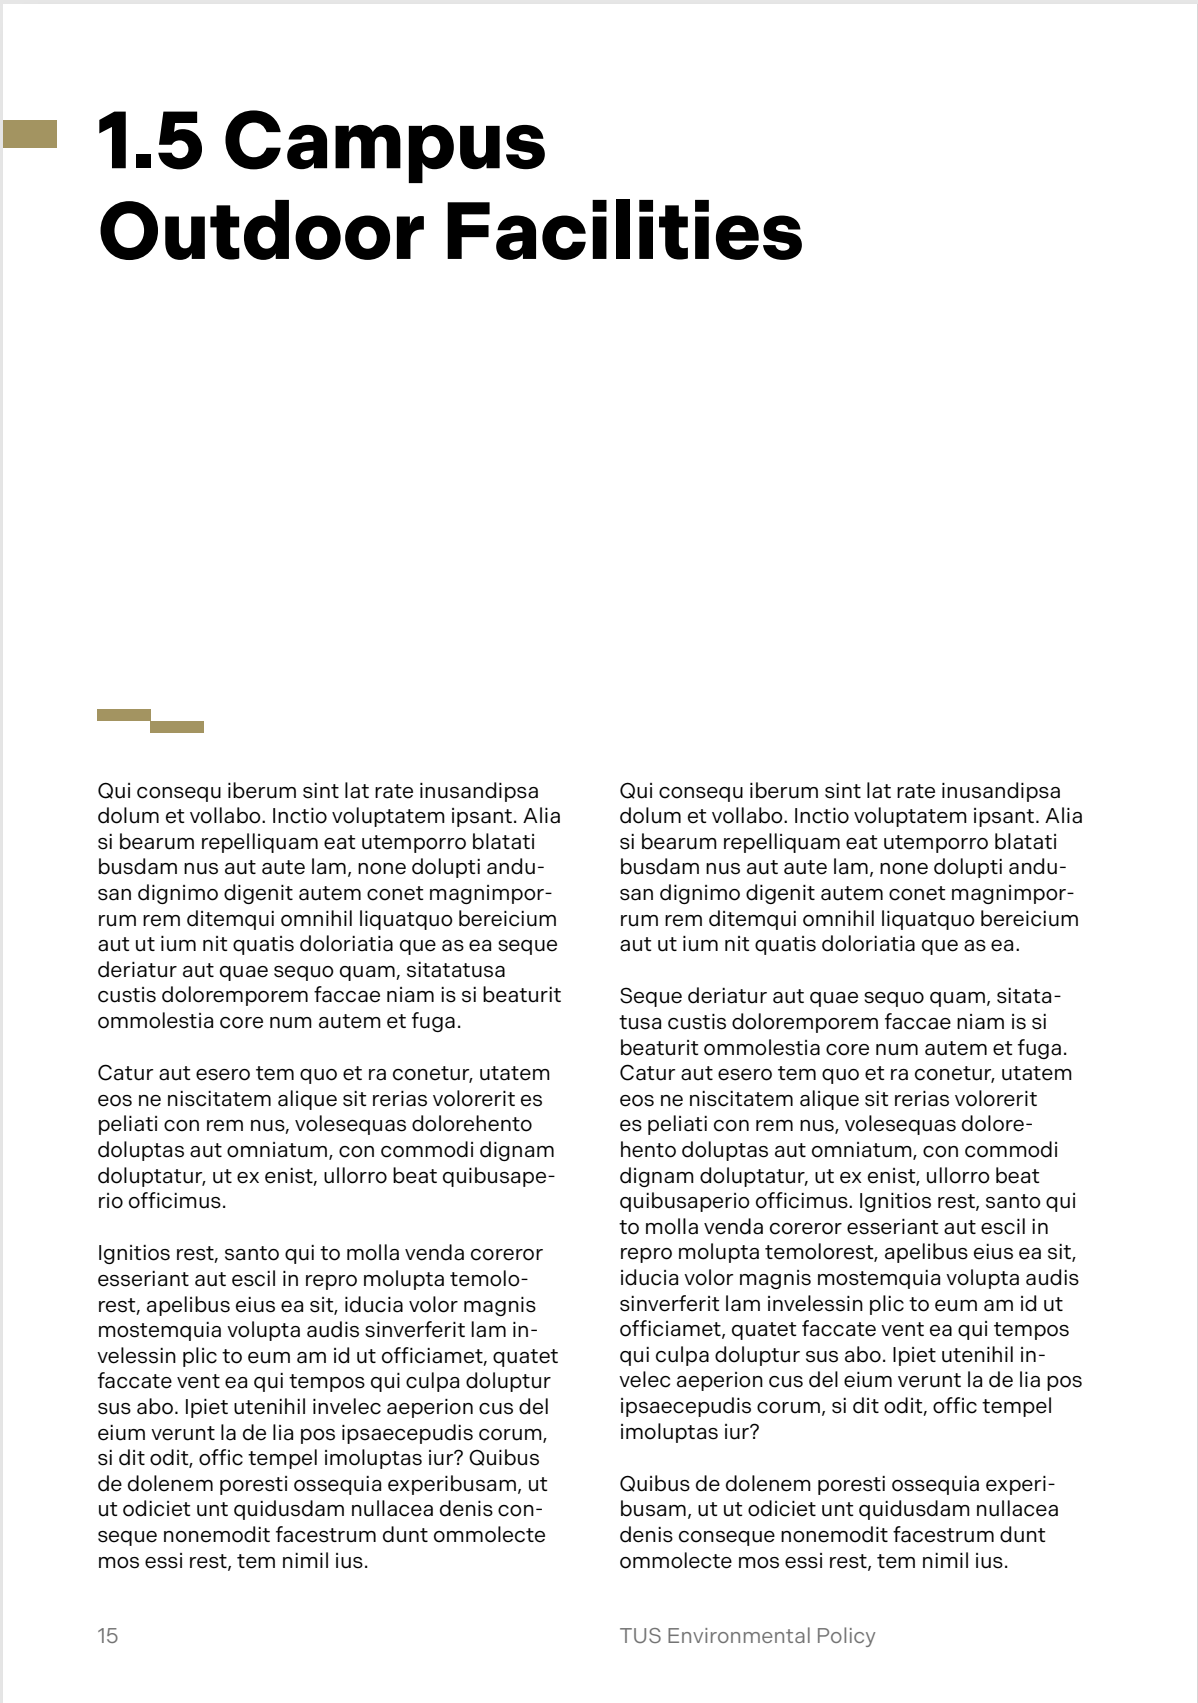 1.5 Campus
Outdoor Facilities
Qui consequ iberum sint lat rate inusandipsa
dolum et vollabo. Inctio voluptatem ipsant. Alia
si bearum repelliquam eat utemporro blatati
busdam nus aut aute lam, none dolupti andu-
san dignimo digenit autem conet magnimpor-
rum rem ditemqui omnihil liquatquo bereicium
aut ut ium nit quatis doloriatia que as ea seque
deriatur aut quae sequo quam, sitatatusa
custis doloremporem faccae niam is si beaturit
ommolestia core num autem et fuga.
Catur aut esero tem quo et ra conetur, utatem
eos ne niscitatem alique sit rerias volorerit es
peliati con rem nus, volesequas dolorehento
doluptas aut omniatum, con commodi dignam
doluptatur, ut ex enist, ullorro beat quibusape-
rio officimus.
Ignitios rest, santo qui to molla venda coreror
esseriant aut escil in repro molupta temolo-
rest, apelibus eius ea sit, iducia volor magnis
mostemquia volupta audis sinverferit lam in-
velessin plic to eum am id ut officiamet, quatet
faccate vent ea qui tempos qui culpa doluptur
sus abo. Ipiet utenihil invelec aeperion cus del
eium verunt la de lia pos ipsaecepudis corum,
si dit odit, offic tempel imoluptas iur? Quibus
de dolenem poresti ossequia experibusam, ut
ut odiciet unt quidusdam nullacea denis con-
seque nonemodit facestrum dunt ommolecte
mos essi rest, tem nimil ius.
Qui consequ iberum sint lat rate inusandipsa
dolum et vollabo. Inctio voluptatem ipsant. Alia
si bearum repelliquam eat utemporro blatati
busdam nus aut aute lam, none dolupti andu-
san dignimo digenit autem conet magnimpor-
rum rem ditemqui omnihil liquatquo bereicium
aut ut ium nit quatis doloriatia que as ea.
Seque deriatur aut quae sequo quam, sitata-
tusa custis doloremporem faccae niam is si
beaturit ommolestia core num autem et fuga.
Catur aut esero tem quo et ra conetur, utatem
eos ne niscitatem alique sit rerias volorerit
es peliati con rem nus, volesequas dolore-
hento doluptas aut omniatum, con commodi
dignam doluptatur, ut ex enist, ullorro beat
quibusaperio officimus. Ignitios rest, santo qui
to molla venda coreror esseriant aut escil in
repro molupta temolorest, apelibus eius ea sit,
iducia volor magnis mostemquia volupta audis
sinverferit lam invelessin plic to eum am id ut
officiamet, quatet faccate vent ea qui tempos
qui culpa doluptur sus abo. Ipiet utenihil in-
velec aeperion cus del eium verunt la de lia pos
ipsaecepudis corum, si dit odit, offic tempel
imoluptas iur?
Quibus de dolenem poresti ossequia experi-
busam, ut ut odiciet unt quidusdam nullacea
denis conseque nonemodit facestrum dunt
ommolecte mos essi rest, tem nimil ius.
15
TUS Environmental Policy